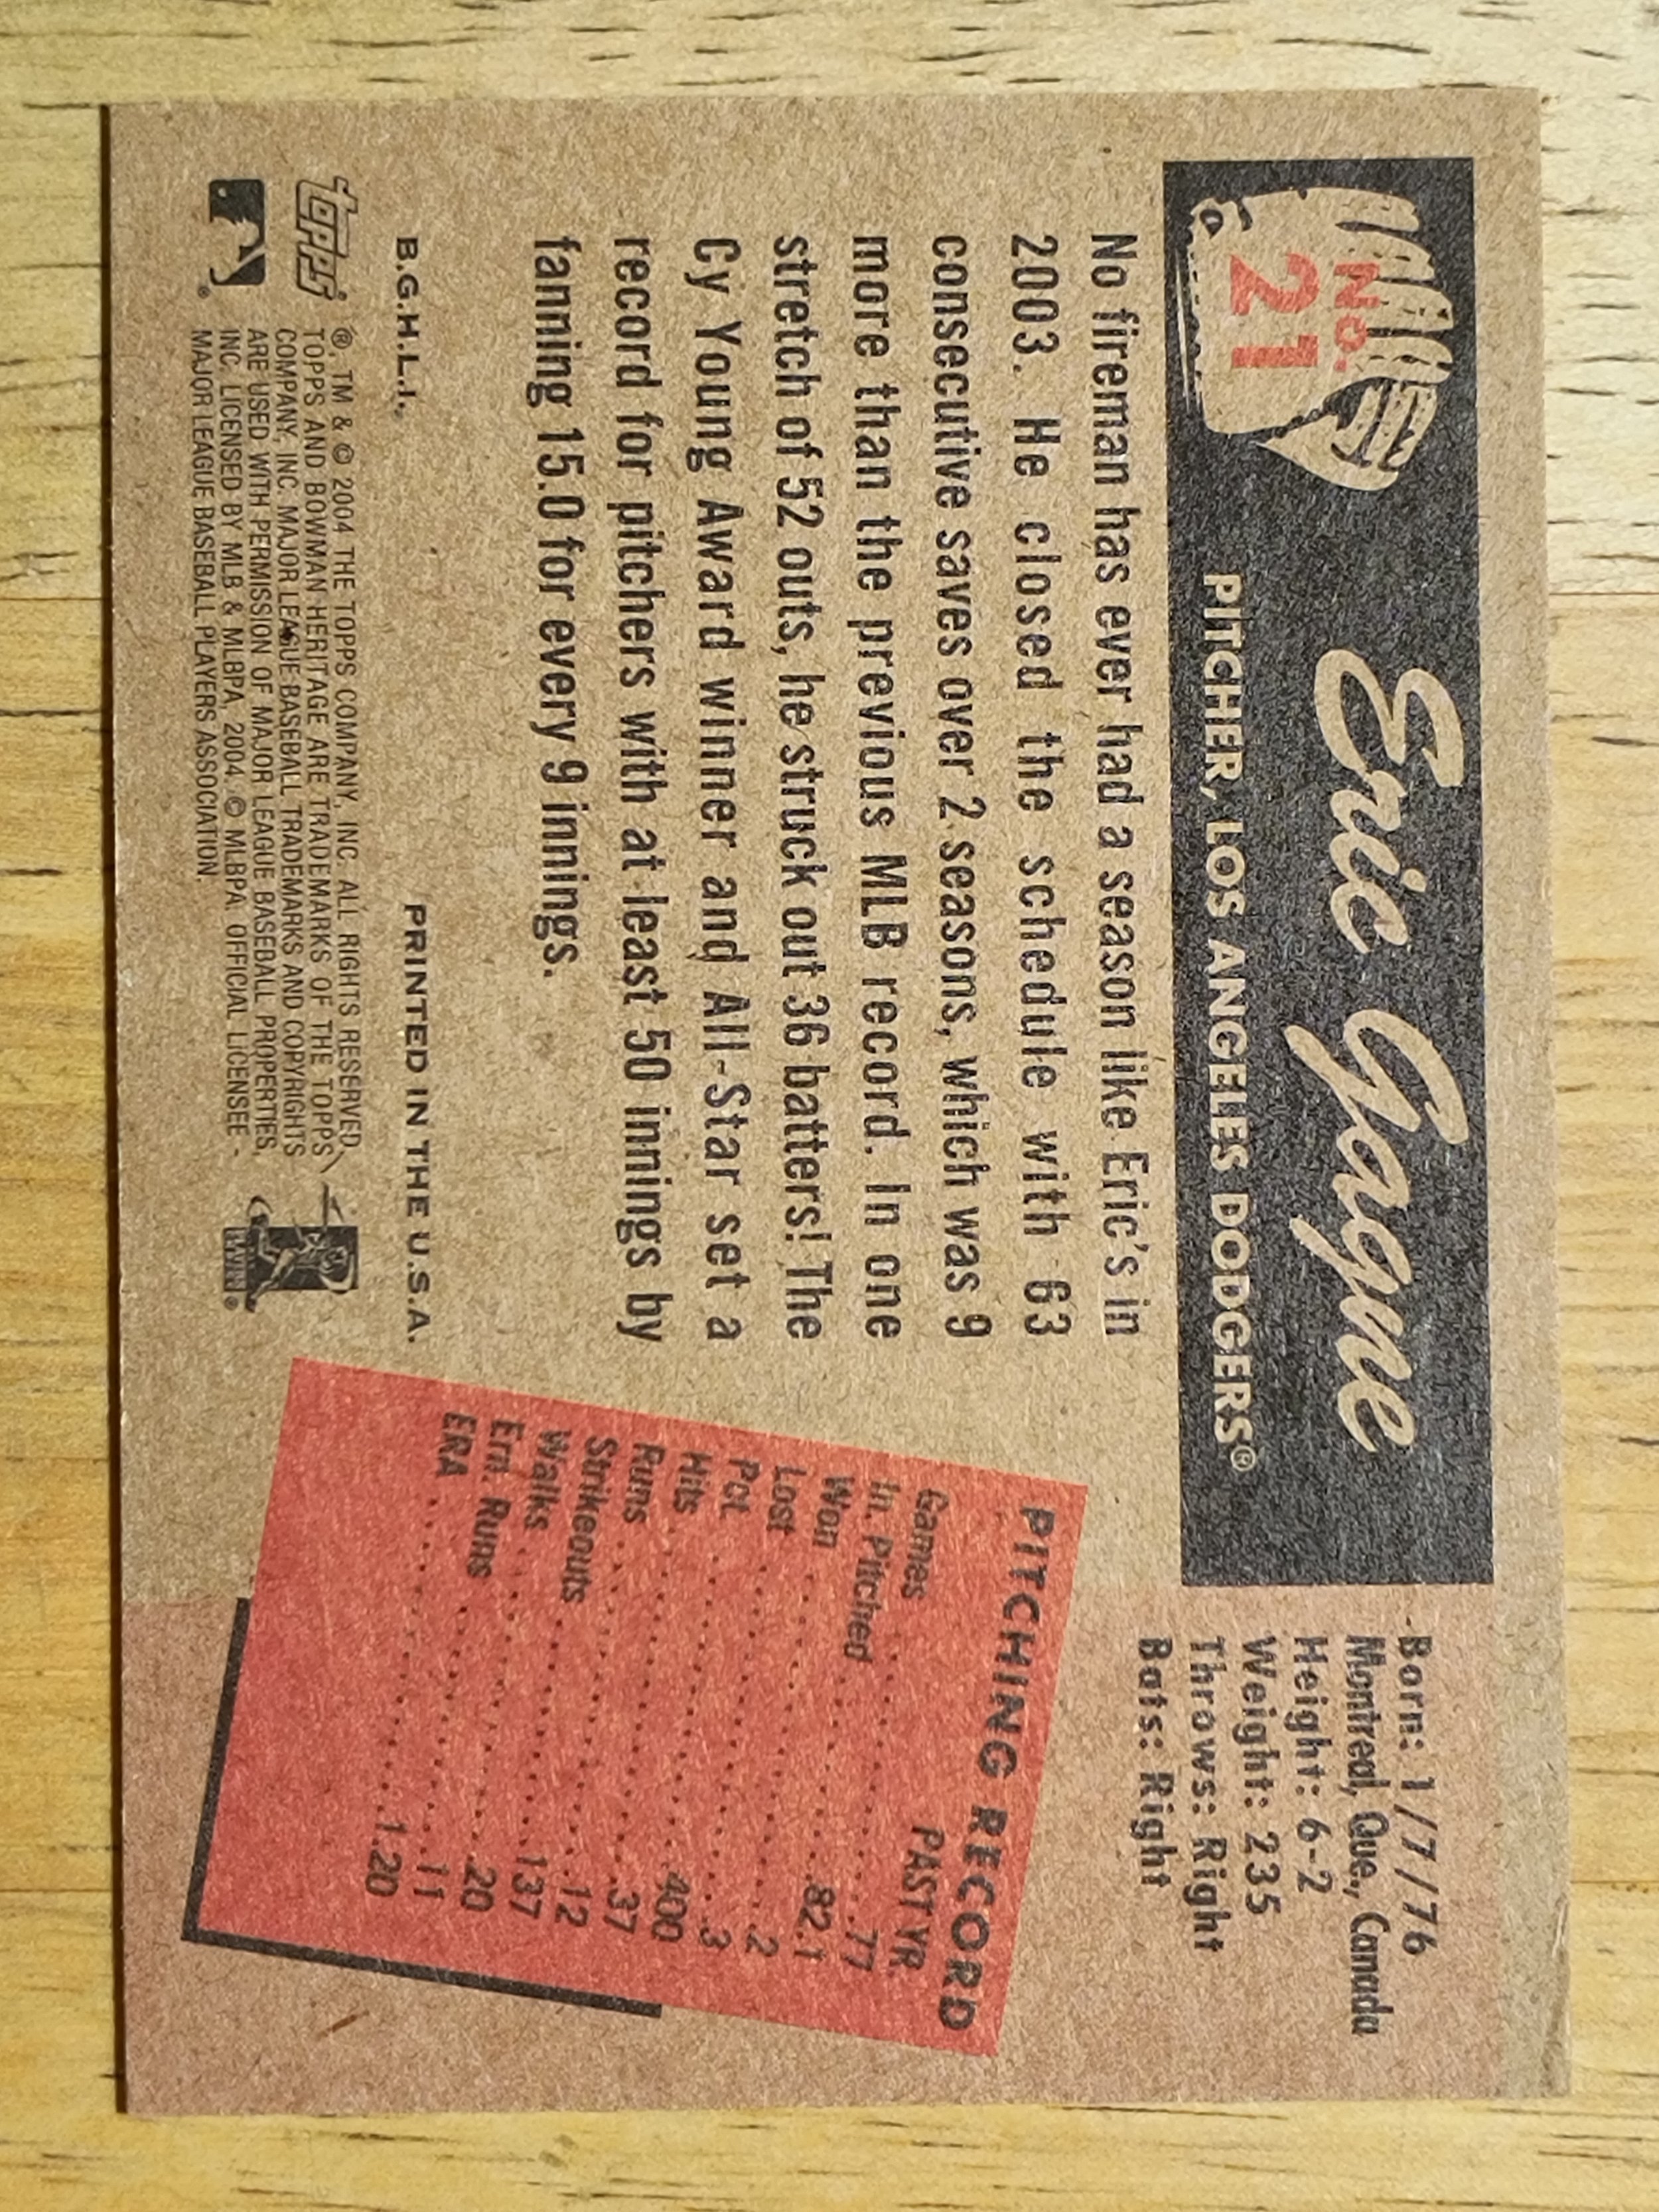 No.
21
Eric Gagne
PITCHER, LOS ANGELES DODGERS®
Born: 1/7/76
Montreal, Que., Canada
Height: 6-2
Weight: 235
Throws: Right
Bats: Right
No fireman has ever had a season like Eric's in
2003. He closed the schedule with 63
consecutive saves over 2 seasons, which was 9
more than the previous MLB record. In one
stretch of 52 outs, he struck out 36 batters! The
Cy Young Award winner and All-Star set a
record for pitchers with at least 50 innings by
fanning 15.0 for every 9 innings.
PITCHING RECORD
PAST YR.
Games 77
In. Pitched 82.1
Won 2
Lost 3
Pct. .400
Hits 37
Runs 12
Strikeouts 137
Walks 20
Ern. Runs 11
ERA 1.20
B.G.H.L.I.
PRINTED IN THE U.S.A.
topps®
®, TM & © 2004 THE TOPPS COMPANY, INC. ALL RIGHTS RESERVED.
TOPPS AND BOWMAN HERITAGE ARE TRADEMARKS OF THE TOPPS
COMPANY, INC. MAJOR LEAGUE BASEBALL TRADEMARKS AND COPYRIGHTS
ARE USED WITH PERMISSION OF MAJOR LEAGUE BASEBALL PROPERTIES,
INC. LICENSED BY MLB & MLBPA, 2004. © MLBPA. OFFICIAL LICENSEE -
MAJOR LEAGUE BASEBALL PLAYERS ASSOCIATION.